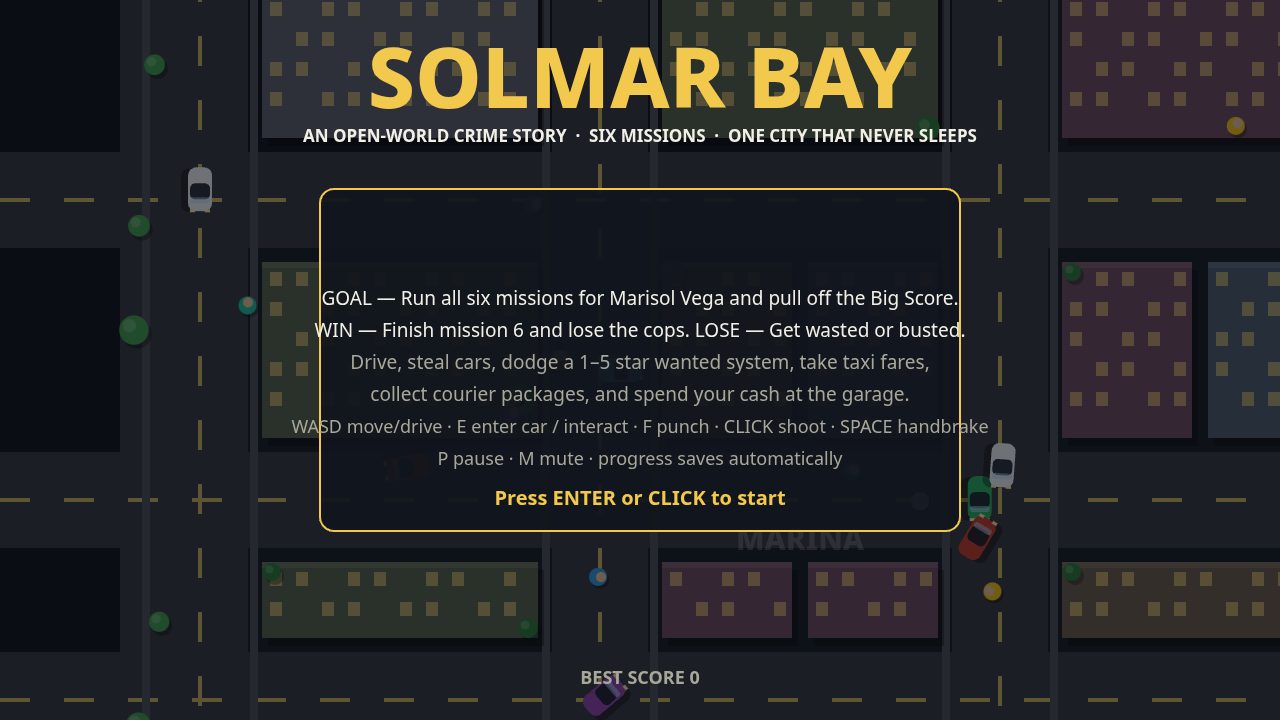 SOLMAR BAY
AN OPEN-WORLD CRIME STORY · SIX MISSIONS · ONE CITY THAT NEVER SLEEPS
GOAL — Run all six missions for Marisol Vega and pull off the Big Score.
WIN — Finish mission 6 and lose the cops. LOSE — Get wasted or busted.
Drive, steal cars, dodge a 1–5 star wanted system, take taxi fares,
collect courier packages, and spend your cash at the garage.
WASD move/drive · E enter car / interact · F punch · CLICK shoot · SPACE handbrake
P pause · M mute · progress saves automatically
Press ENTER or CLICK to start
MARINA
BEST SCORE 0